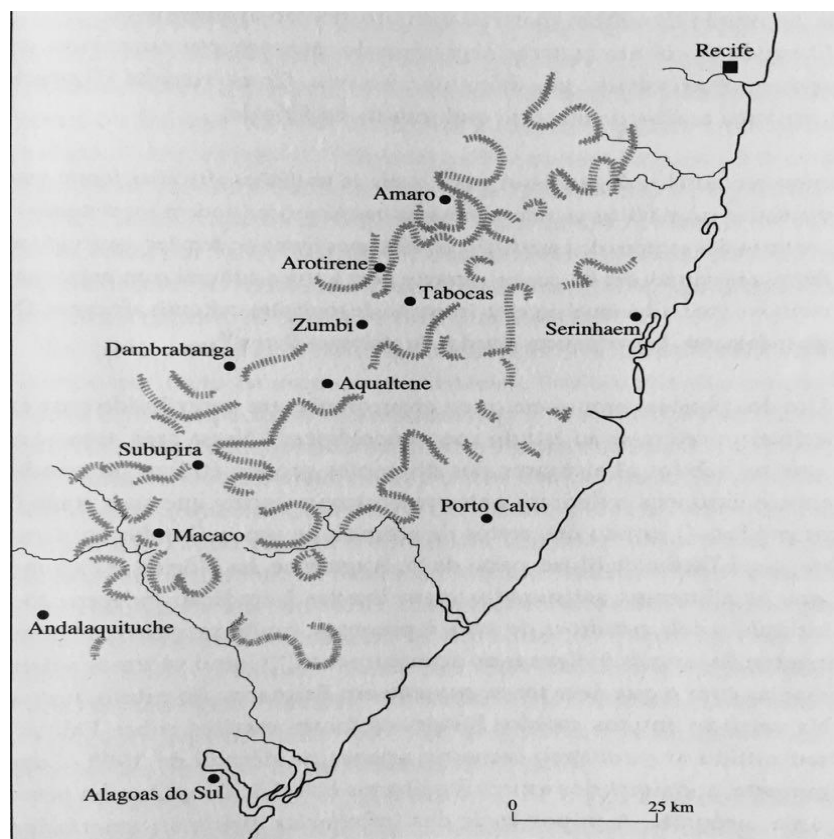 Recife
Amaro
Arotirene
Tabocas
Zumbi
Serinhaem
Dambrabanga
Aqualtene
Subupira
Porto Calvo
Macaco
Andalaquituche
Alagoas do Sul
0 25 km